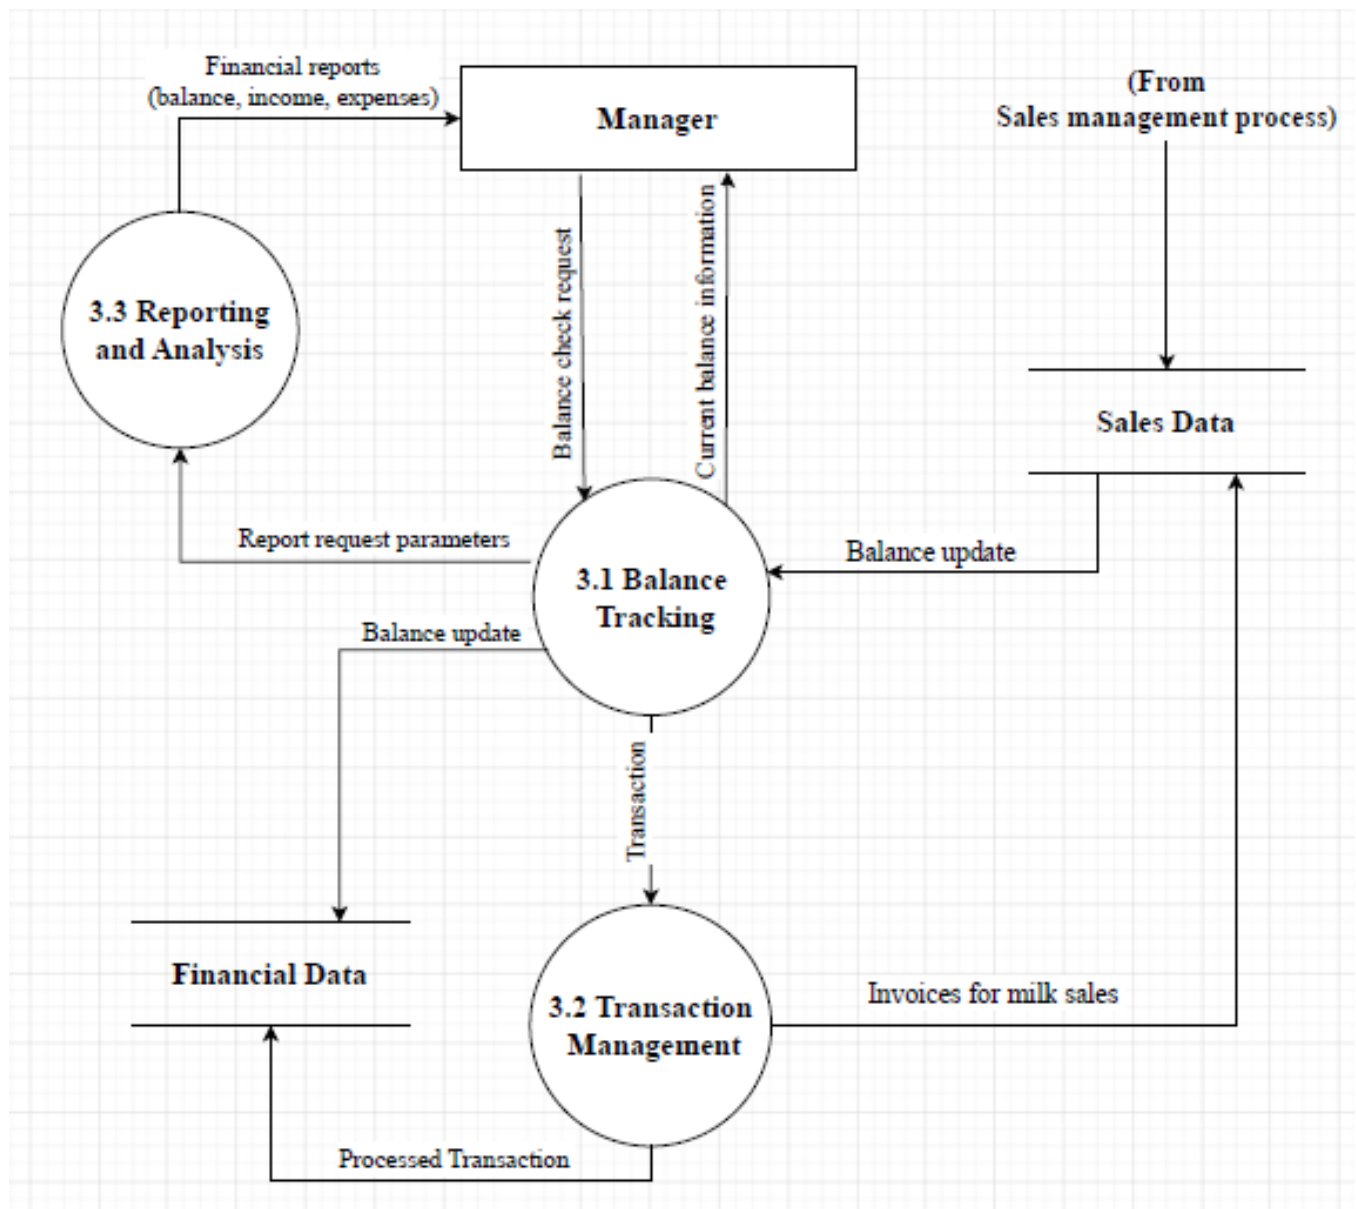 Financial reports
(balance, income, expenses)
Manager
(From
Sales management process)
3.3 Reporting
and Analysis
Balance check request
Current balance information
Sales Data
Report request parameters
Balance update
3.1 Balance
Tracking
Balance update
Transaction
Financial Data
3.2 Transaction
Management
Invoices for milk sales
Processed Transaction